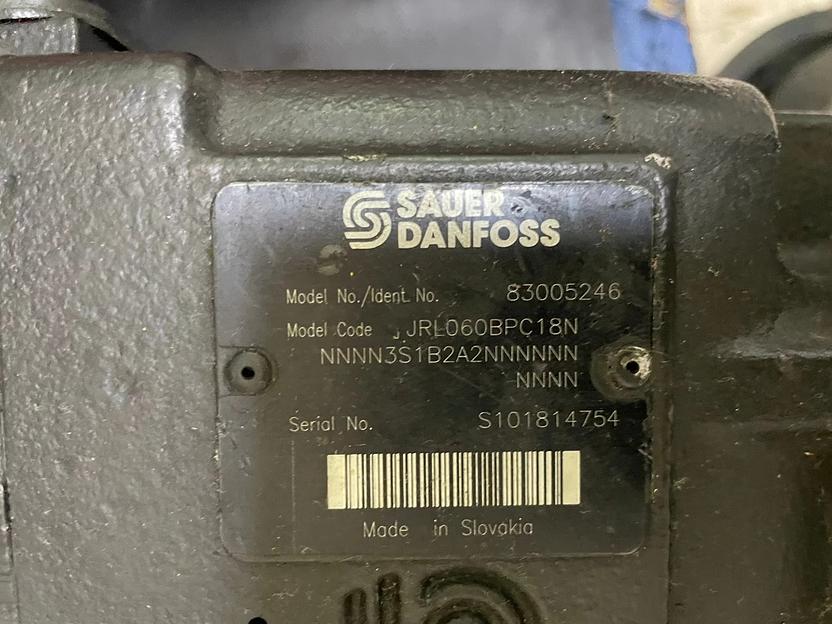 SAUER
DANFOSS
Model No./Ident. No. 83005246
Model Code JRL060BPC18N
NNNN3S1B2A2NNNNNN
NNNN
Serial No. S101814754
Made in Slovakia